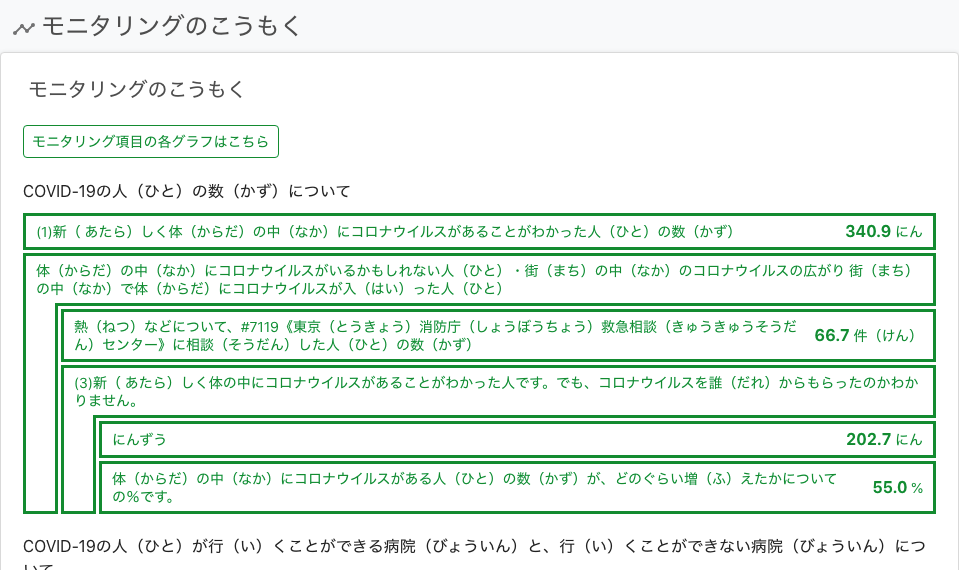 モニタリングのこうもく
モニタリングのこうもく
モニタリング項目の各グラフはこちら
COVID-19の人（ひと）の数（かず）について
(1)新（ あたら）しく体（からだ）の中（なか）にコロナウイルスがあることがわかった人（ひと）の数（かず） 340.9 にん
体（からだ）の中（なか）にコロナウイルスがいるかもしれない人（ひと）・街（まち）の中（なか）のコロナウイルスの広がり 街（まち）
の中（なか）で体（からだ）にコロナウイルスが入（はい）った人（ひと）
熱（ねつ）などについて、#7119《東京（とうきょう）消防庁（しょうぼうちょう）救急相談（きゅうきゅうそうだ
ん）センター》に相談（そうだん）した人（ひと）の数（かず） 66.7 件（けん）
(3)新（ あたら）しく体の中にコロナウイルスがあることがわかった人です。でも、コロナウイルスを誰（だれ）からもらったのかわか
りません。
にんずう 202.7 にん
体（からだ）の中（なか）にコロナウイルスがある人（ひと）の数（かず）が、どのぐらい増（ふ）えたかについて
の％です。 55.0 %
COVID-19の人（ひと）が行（い）くことができる病院（びょういん）と、行（い）くことができない病院（びょういん）につ
いて